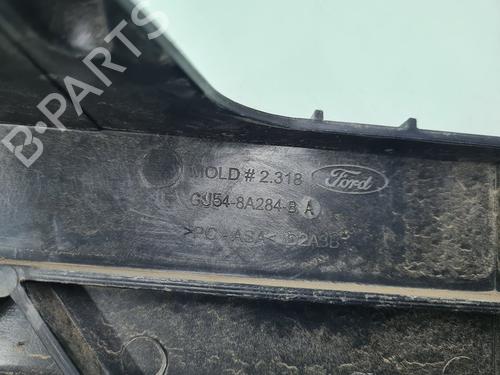 B-PARTS
MOLD # 2.318
Ford
GJ54-8A284-B A
>PC+ASA<